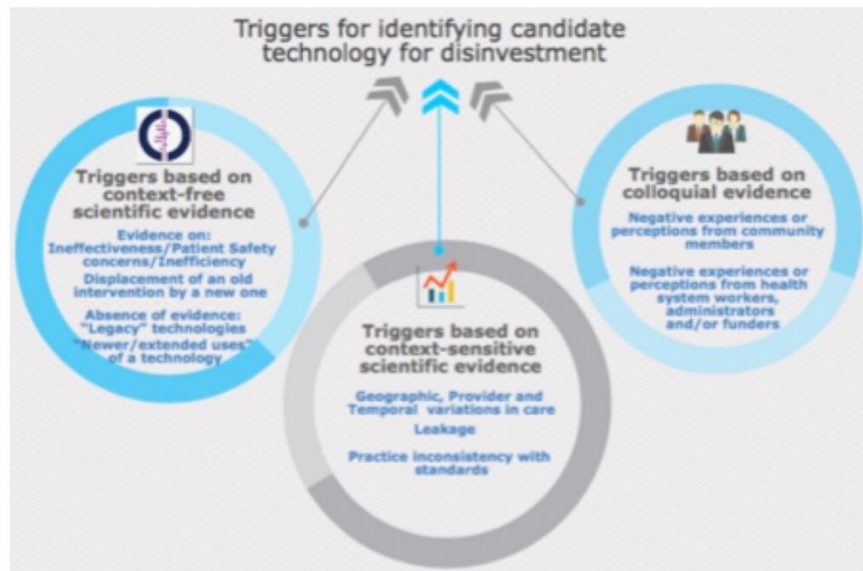 Triggers for identifying candidate
technology for disinvestment
Triggers based on
context-free
scientific evidence
Evidence on:
Ineffectiveness/Patient Safety
concerns/Inefficiency
Displacement of an old
intervention by a new one
Absence of evidence:
"Legacy" technologies
"Newer/extended uses"
of a technology
Triggers based on
context-sensitive
scientific evidence
Geographic, Provider and
Temporal variations in care
Leakage
Practice inconsistency with
standards
Triggers based on
colloquial evidence
Negative experiences or
perceptions from community
members
Negative experiences or
perceptions from health
system workers,
administrators
and/or funders